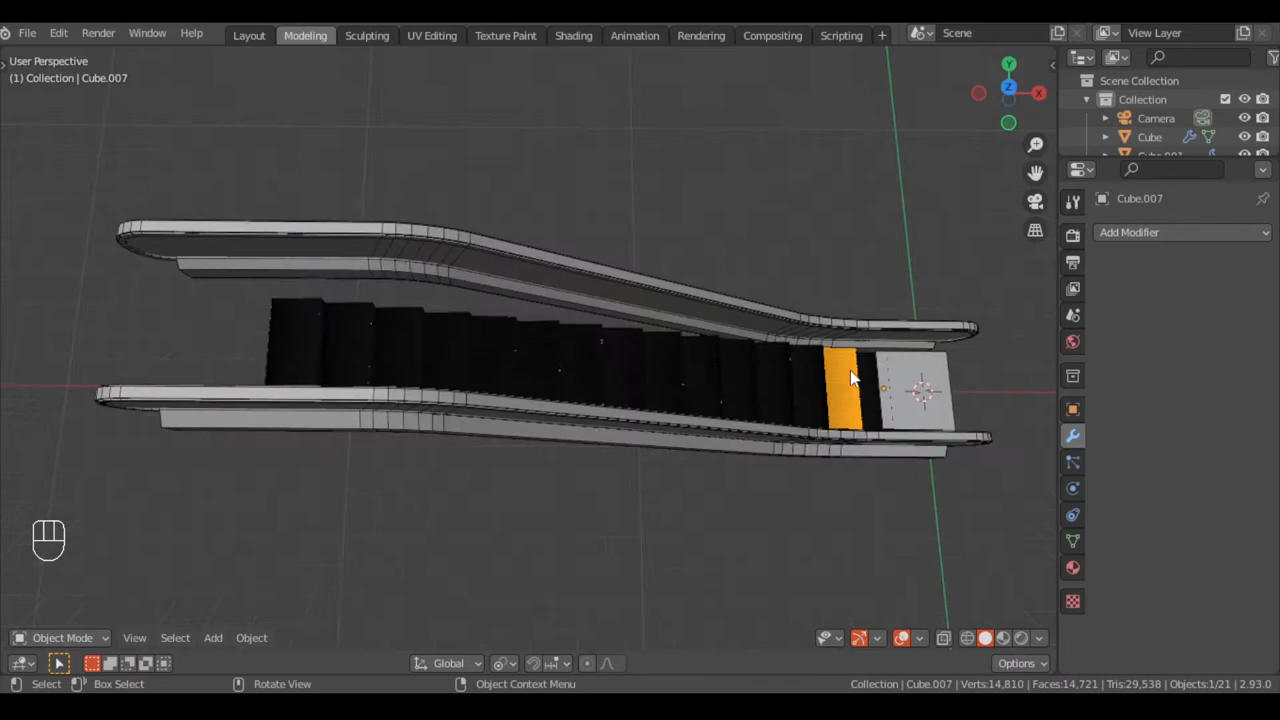 File Edit Render Window Help Layout Modeling Sculpting UV Editing Texture Paint Shading Animation Rendering Compositing Scripting + Scene View Layer
User Perspective
(1) Collection | Cube.007
Y
Z
X
Scene Collection
Collection
Camera
Cube
Cube.001
Cube.007
Add Modifier
Object Mode View Select Add Object
Global Options
Select Box Select Rotate View Object Context Menu Collection | Cube.007 | Verts:14,810 | Faces:14,721 | Tris:29,538 | Objects:1/21 | 2.93.0